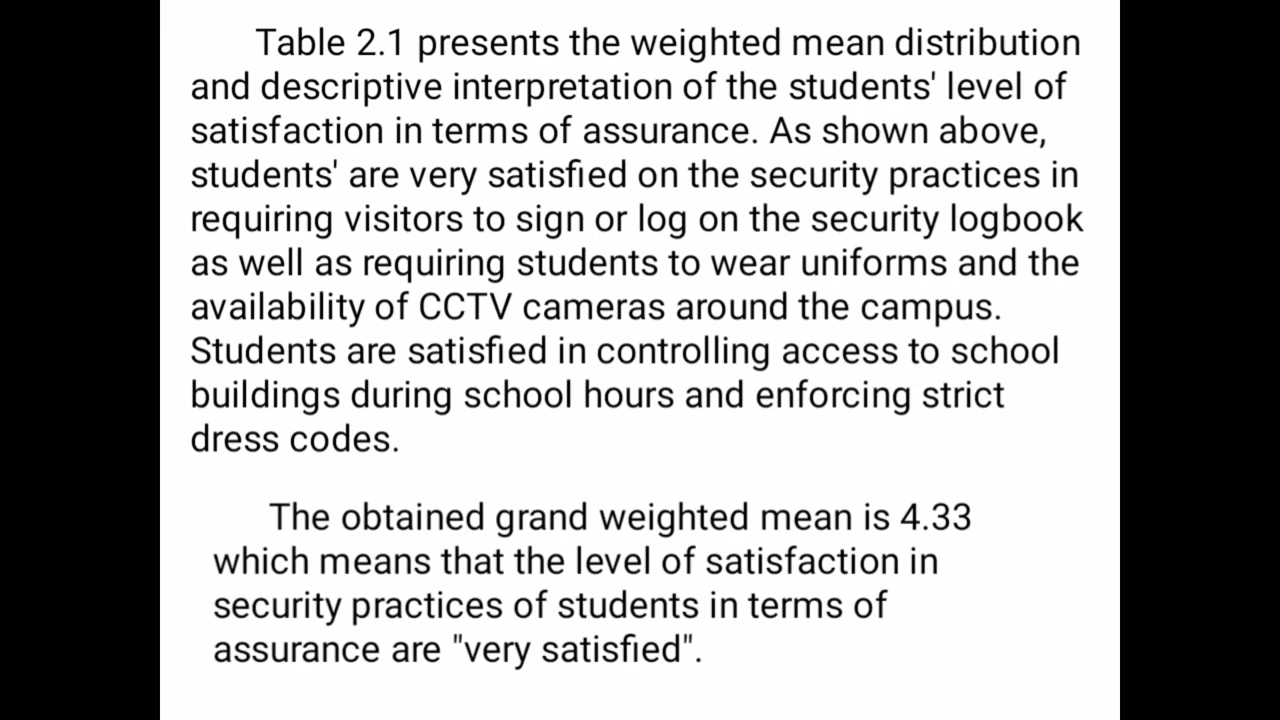 Table 2.1 presents the weighted mean distribution
and descriptive interpretation of the students' level of
satisfaction in terms of assurance. As shown above,
students' are very satisfied on the security practices in
requiring visitors to sign or log on the security logbook
as well as requiring students to wear uniforms and the
availability of CCTV cameras around the campus.
Students are satisfied in controlling access to school
buildings during school hours and enforcing strict
dress codes.
The obtained grand weighted mean is 4.33
which means that the level of satisfaction in
security practices of students in terms of
assurance are "very satisfied".